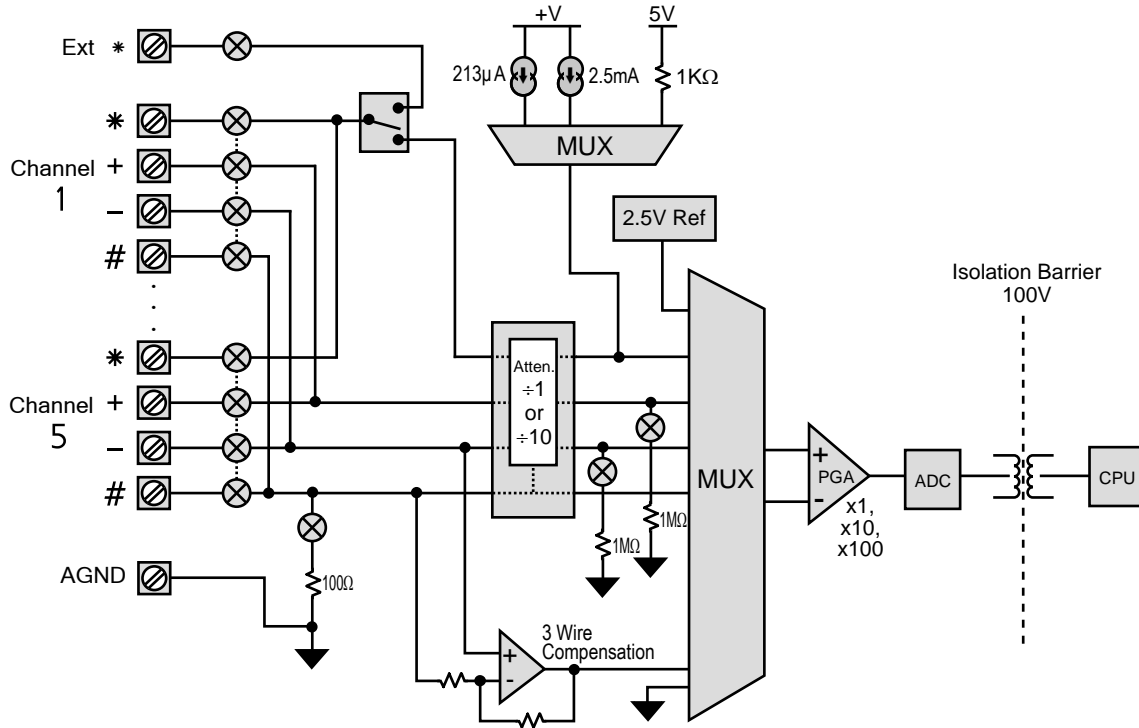 Ext *
+V
5V
213µA
2.5mA
1KΩ
MUX
*
Channel +
1
−
#
2.5V Ref
Isolation Barrier
100V
.
.
.
*
Channel +
5
−
#
Atten.
÷1
or
÷10
MUX
+
PGA
-
x1,
x10,
x100
ADC
CPU
1MΩ
1MΩ
100Ω
AGND
3 Wire
Compensation
+
-